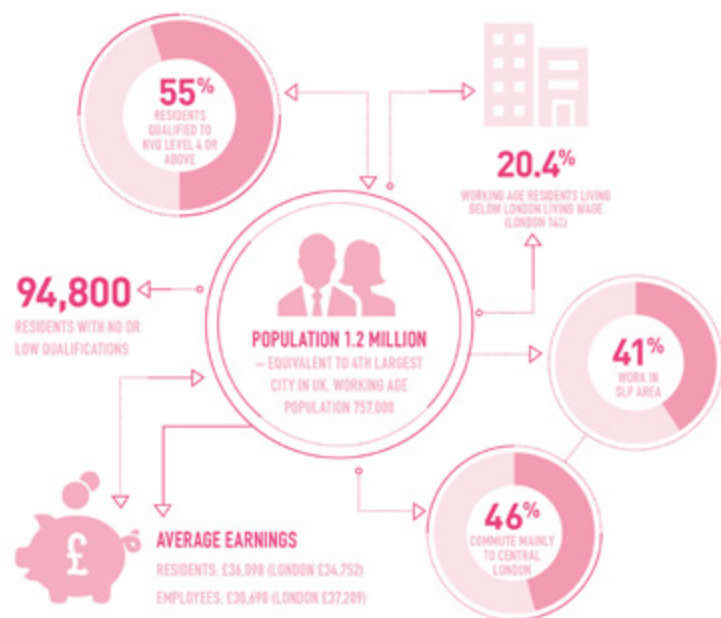 55%
RESIDENTS
QUALIFIED TO
NVQ LEVEL 4 OR
ABOVE
20.4%
WORKING AGE RESIDENTS LIVING
BELOW LONDON LIVING WAGE
(LONDON 14%)
94,800
RESIDENTS WITH NO OR
LOW QUALIFICATIONS
POPULATION 1.2 MILLION
– EQUIVALENT TO 4TH LARGEST
CITY IN UK. WORKING AGE
POPULATION 757,000
41%
WORK IN
SLP AREA
46%
COMMUTE MAINLY
TO CENTRAL
LONDON
£
AVERAGE EARNINGS
RESIDENTS: £36,098 (LONDON £34,752)
EMPLOYEES: £30,690 (LONDON £37,209)